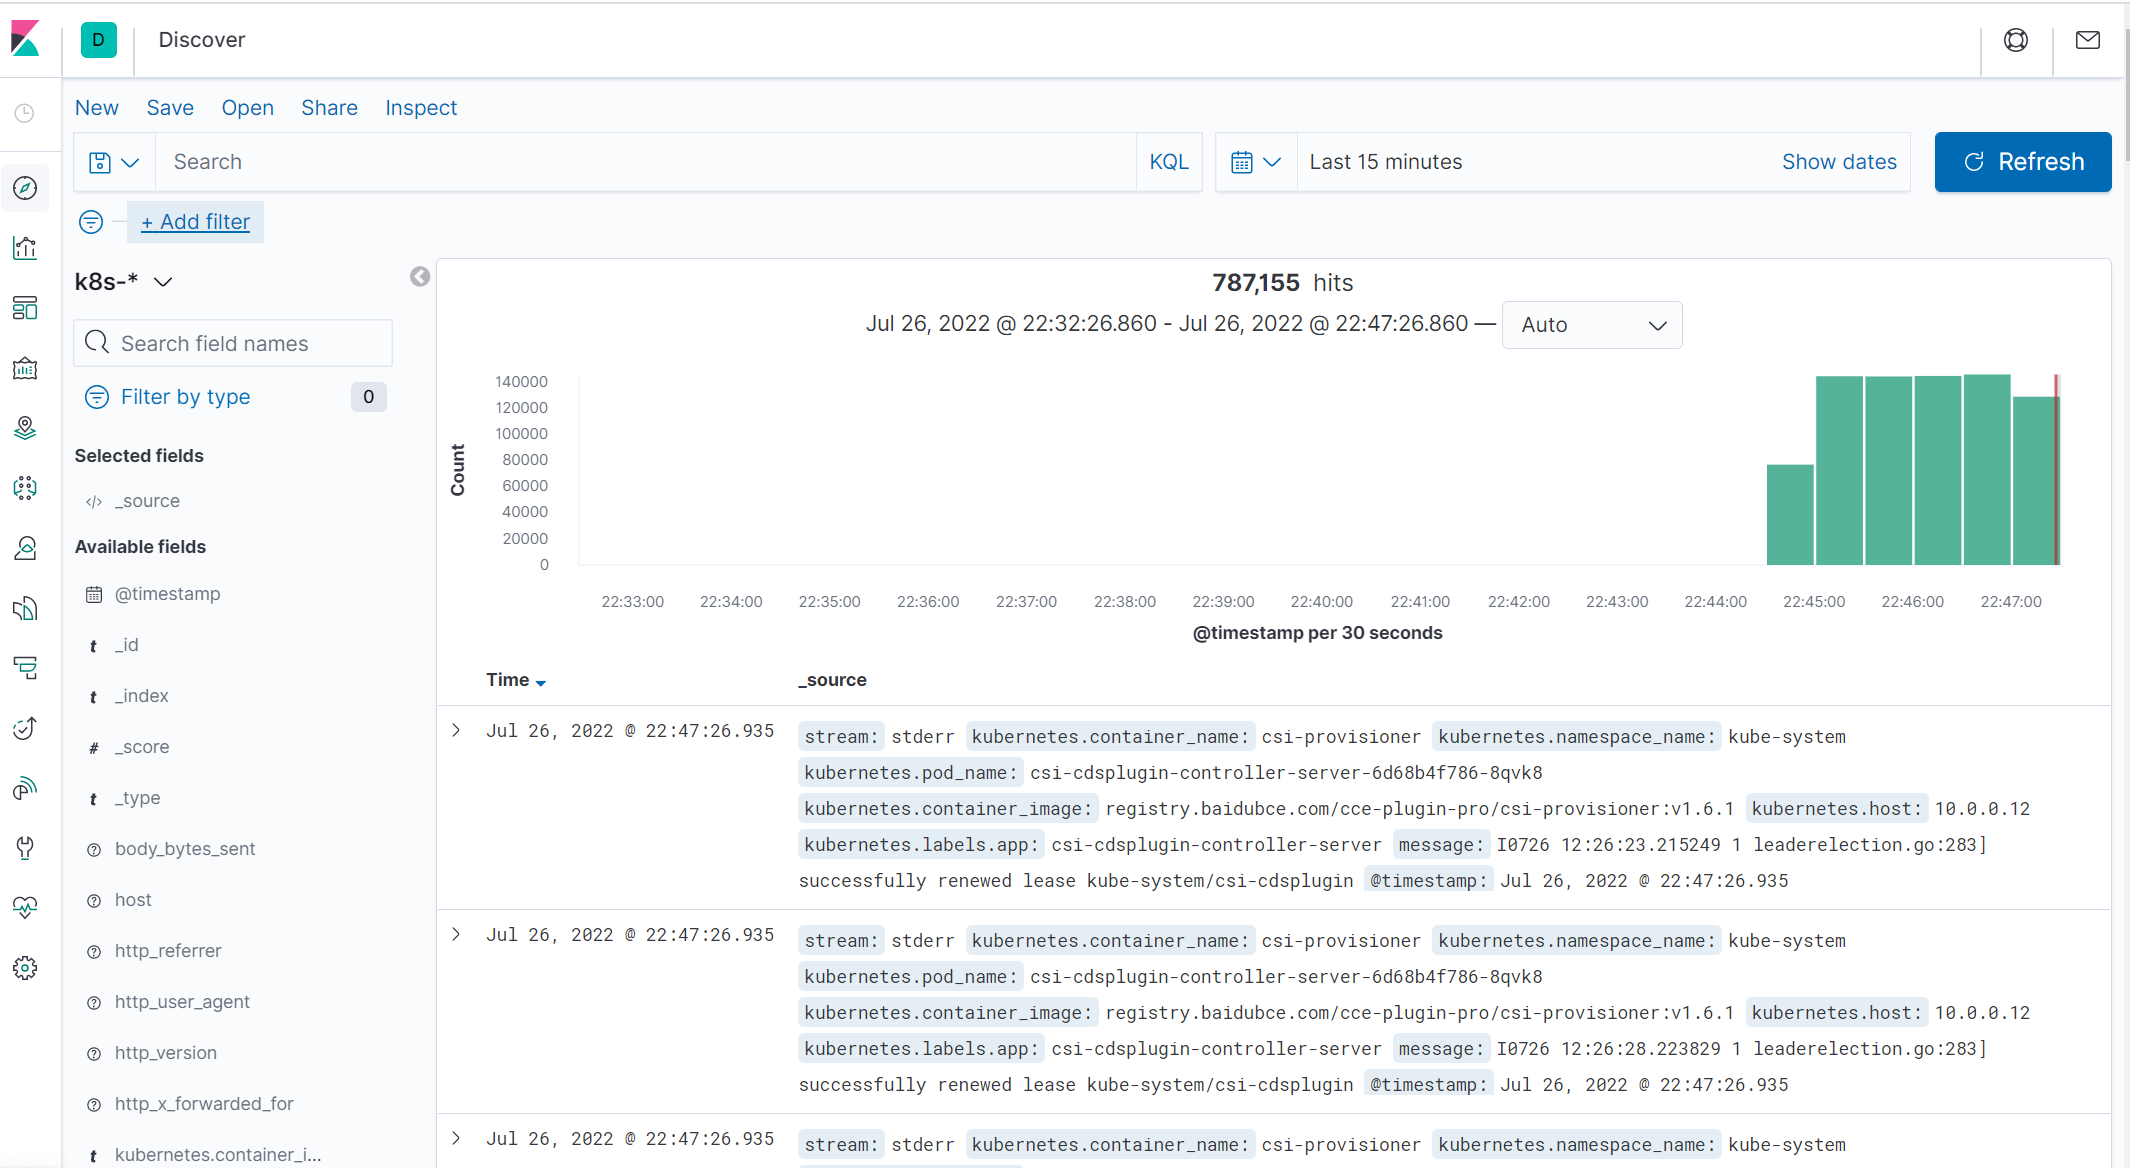 D Discover
New Save Open Share Inspect
Search KQL Last 15 minutes Show dates Refresh
+ Add filter
k8s-*
Search field names
Filter by type 0
Selected fields
_source
Available fields
@timestamp
_id
_index
_score
_type
body_bytes_sent
host
http_referrer
http_user_agent
http_version
http_x_forwarded_for
kubernetes.container_i...
787,155 hits
Jul 26, 2022 @ 22:32:26.860 - Jul 26, 2022 @ 22:47:26.860 — Auto
Count
140000
120000
100000
80000
60000
40000
20000
0
22:33:00 22:34:00 22:35:00 22:36:00 22:37:00 22:38:00 22:39:00 22:40:00 22:41:00 22:42:00 22:43:00 22:44:00 22:45:00 22:46:00 22:47:00
@timestamp per 30 seconds
Time _source
Jul 26, 2022 @ 22:47:26.935 stream: stderr kubernetes.container_name: csi-provisioner kubernetes.namespace_name: kube-system
kubernetes.pod_name: csi-cdsplugin-controller-server-6d68b4f786-8qvk8
kubernetes.container_image: registry.baidubce.com/cce-plugin-pro/csi-provisioner:v1.6.1 kubernetes.host: 10.0.0.12
kubernetes.labels.app: csi-cdsplugin-controller-server message: I0726 12:26:23.215249 1 leaderelection.go:283]
successfully renewed lease kube-system/csi-cdsplugin @timestamp: Jul 26, 2022 @ 22:47:26.935
Jul 26, 2022 @ 22:47:26.935 stream: stderr kubernetes.container_name: csi-provisioner kubernetes.namespace_name: kube-system
kubernetes.pod_name: csi-cdsplugin-controller-server-6d68b4f786-8qvk8
kubernetes.container_image: registry.baidubce.com/cce-plugin-pro/csi-provisioner:v1.6.1 kubernetes.host: 10.0.0.12
kubernetes.labels.app: csi-cdsplugin-controller-server message: I0726 12:26:28.223829 1 leaderelection.go:283]
successfully renewed lease kube-system/csi-cdsplugin @timestamp: Jul 26, 2022 @ 22:47:26.935
Jul 26, 2022 @ 22:47:26.935 stream: stderr kubernetes.container_name: csi-provisioner kubernetes.namespace_name: kube-system